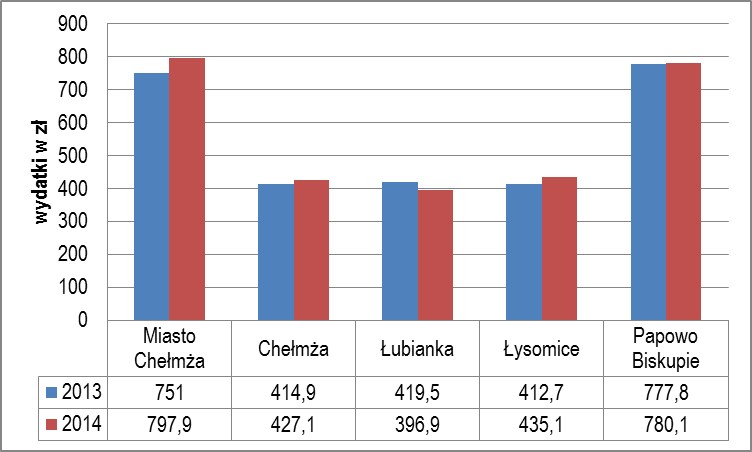 900
800
700
600
500
400
300
200
100
0
wydatki w zł
Miasto Chełmża Chełmża Łubianka Łysomice Papowo Biskupie
2013 751 414,9 419,5 412,7 777,8
2014 797,9 427,1 396,9 435,1 780,1